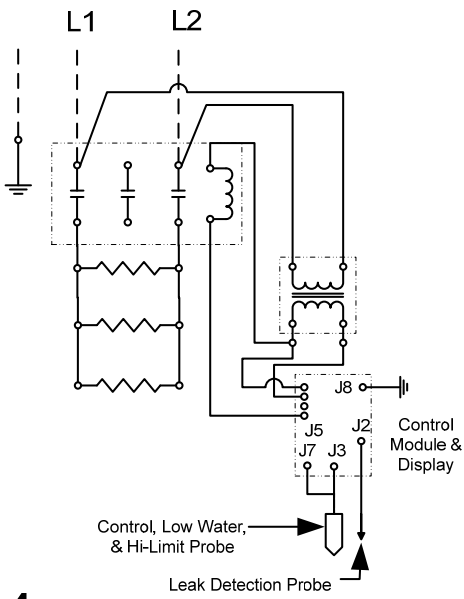 L1 L2
J8
J5
J2
J7 J3
Control
Module &
Display
Control, Low Water,
& Hi-Limit Probe
Leak Detection Probe